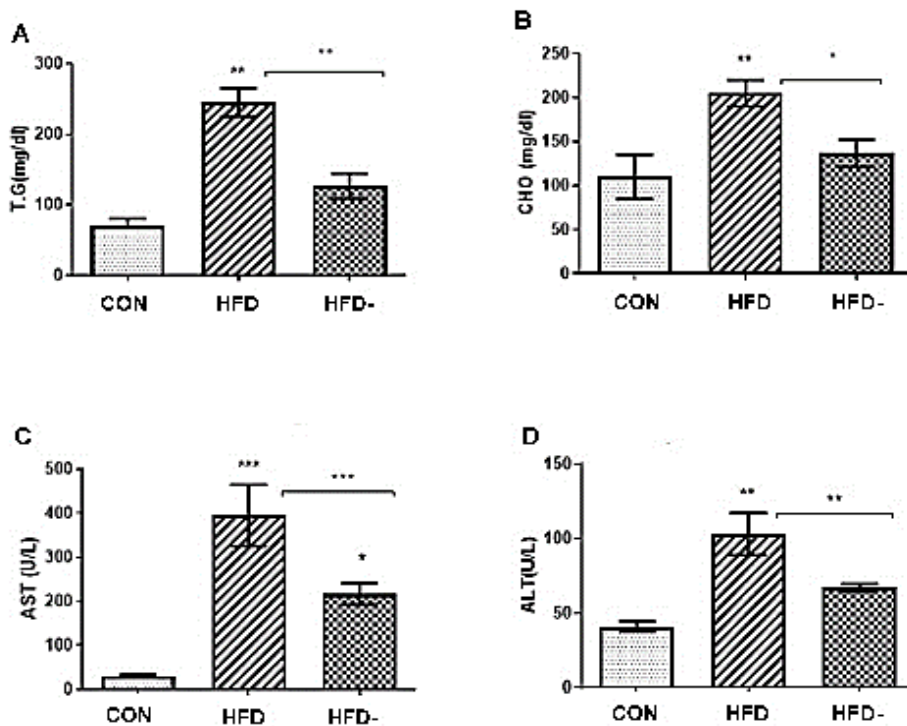 A
T.G(mg/dl)
300
200
100
0
**
**
CON HFD HFD-
B
CHO (mg/dl)
250
200
150
100
50
0
**
*
CON HFD HFD-
C
AST (U/L)
500
400
300
200
100
0
***
***
*
CON HFD HFD-
D
ALT(U/L)
150
100
50
0
**
**
CON HFD HFD-